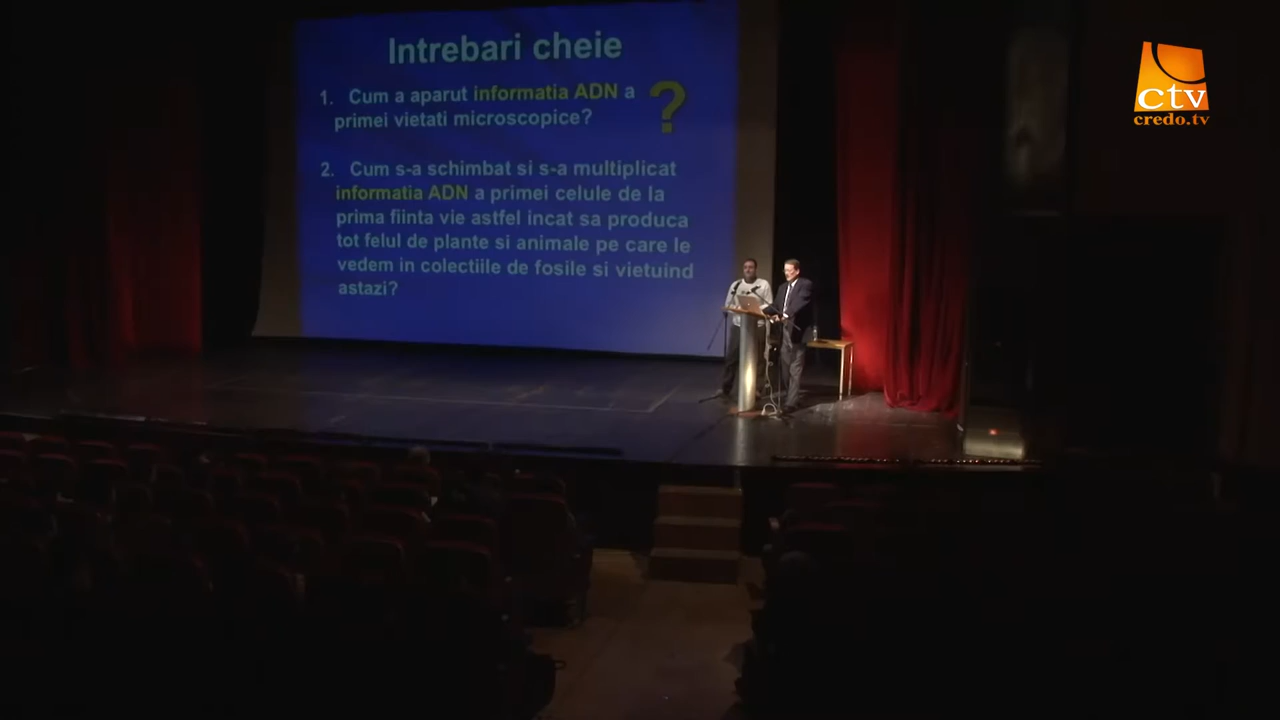 Intrebari cheie
1. Cum a aparut informatia ADN a
primei vietati microscopice?
?
2. Cum s-a schimbat si s-a multiplicat
informatia ADN a primei celule de la
prima fiinta vie astfel incat sa produca
tot felul de plante si animale pe care le
vedem in colectiile de fosile si vietuind
astazi?
ctv
credo.tv